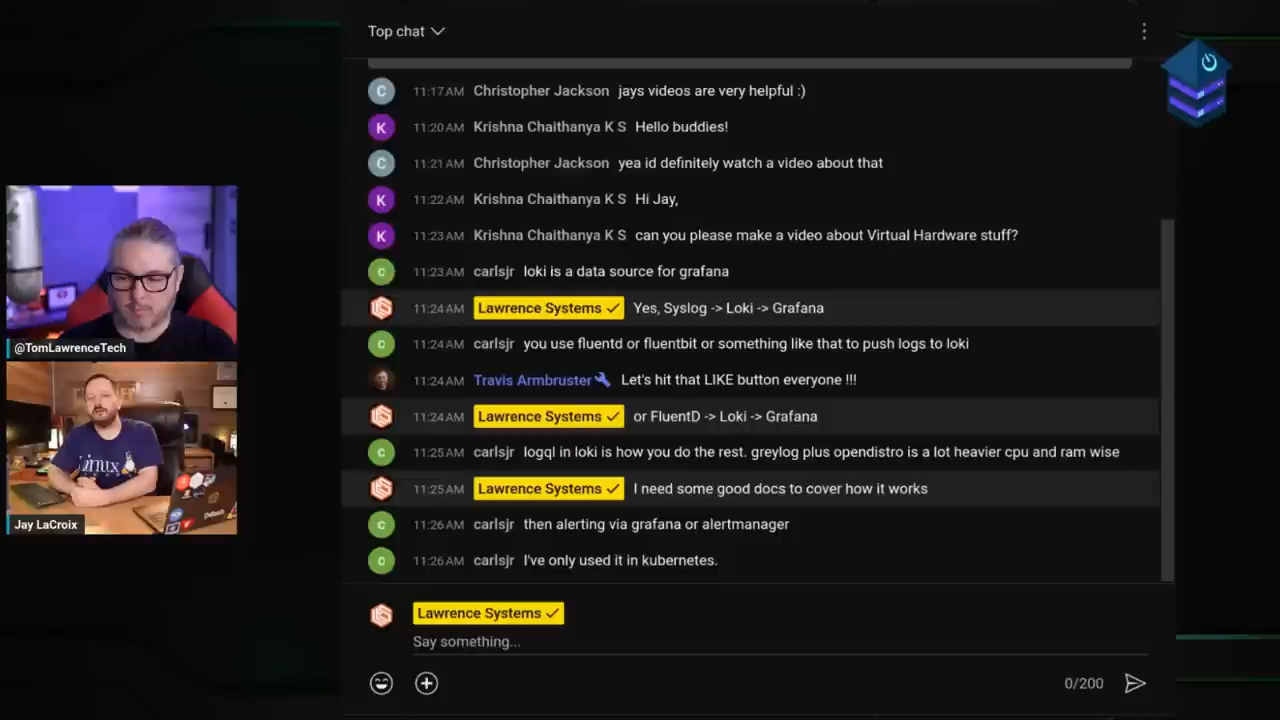 Top chat
C 11:17 AM Christopher Jackson jays videos are very helpful :)
K 11:20 AM Krishna Chaithanya K S Hello buddies!
C 11:21 AM Christopher Jackson yea id definitely watch a video about that
K 11:22 AM Krishna Chaithanya K S Hi Jay,
K 11:23 AM Krishna Chaithanya K S can you please make a video about Virtual Hardware stuff?
c 11:23 AM carlsjr loki is a data source for grafana
11:24 AM Lawrence Systems Yes, Syslog -> Loki -> Grafana
c 11:24 AM carlsjr you use fluentd or fluentbit or something like that to push logs to loki
11:24 AM Travis Armbruster Let's hit that LIKE button everyone !!!
11:24 AM Lawrence Systems or FluentD -> Loki -> Grafana
c 11:25 AM carlsjr logql in loki is how you do the rest. greylog plus opendistro is a lot heavier cpu and ram wise
11:25 AM Lawrence Systems I need some good docs to cover how it works
c 11:26 AM carlsjr then alerting via grafana or alertmanager
c 11:26 AM carlsjr I've only used it in kubernetes.
Lawrence Systems
Say something...
0/200
@TomLawrenceTech
Linux
Jay LaCroix